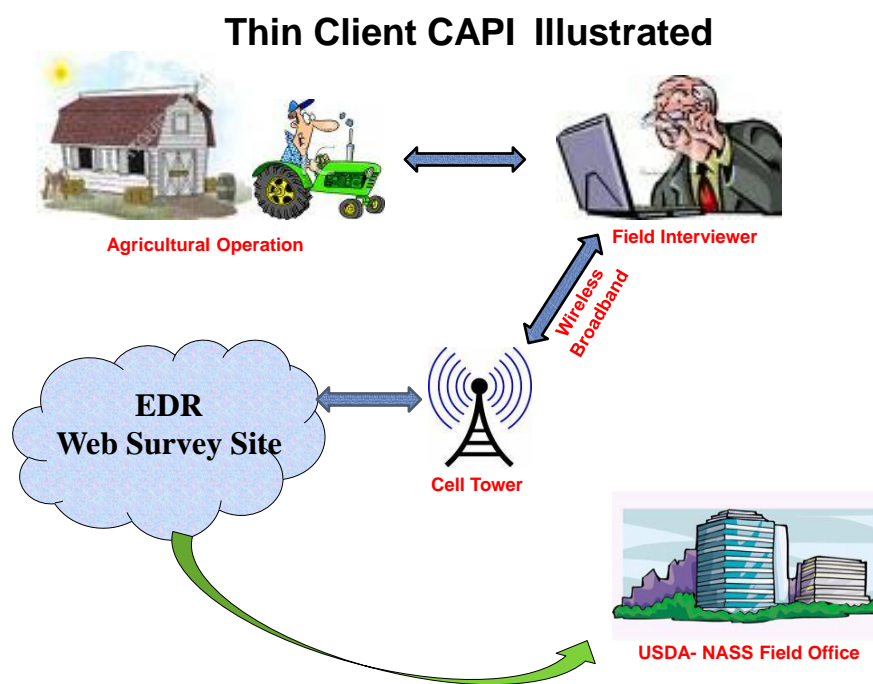 Thin Client CAPI Illustrated
Agricultural Operation
Field Interviewer
Wireless
Broadband
EDR
Web Survey Site
Cell Tower
USDA- NASS Field Office